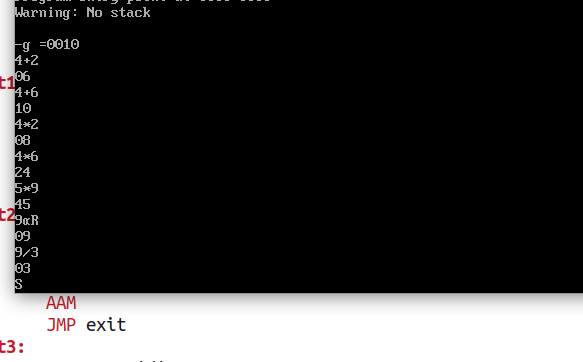 Warning: No stack
-g =0010
4+2
06
4+6
10
4*2
08
4*6
24
5*9
45
9αR
09
9/3
03
S
t1
t2
AAM
JMP exit
t3: